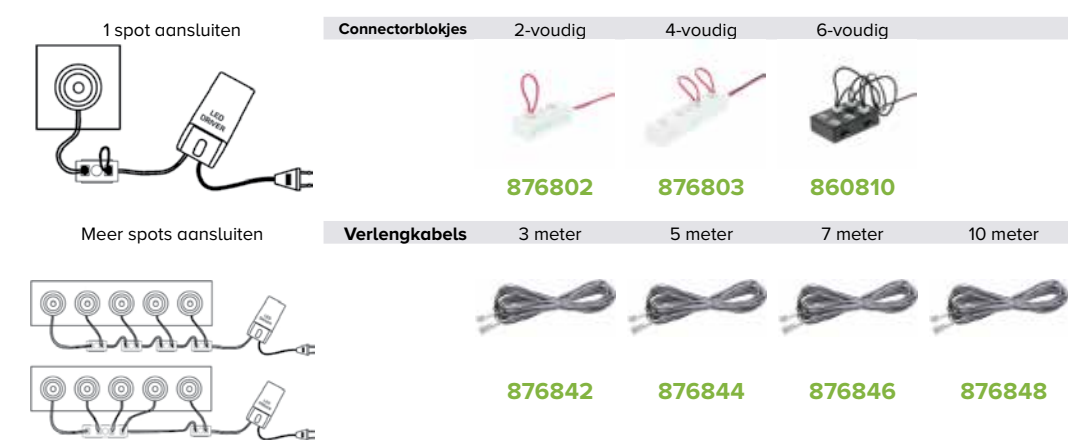 1 spot aansluiten
Connectorblokjes 2-voudig 4-voudig 6-voudig
LED
DRIVER
876802 876803 860810
Meer spots aansluiten
Verlengkabels 3 meter 5 meter 7 meter 10 meter
876842 876844 876846 876848